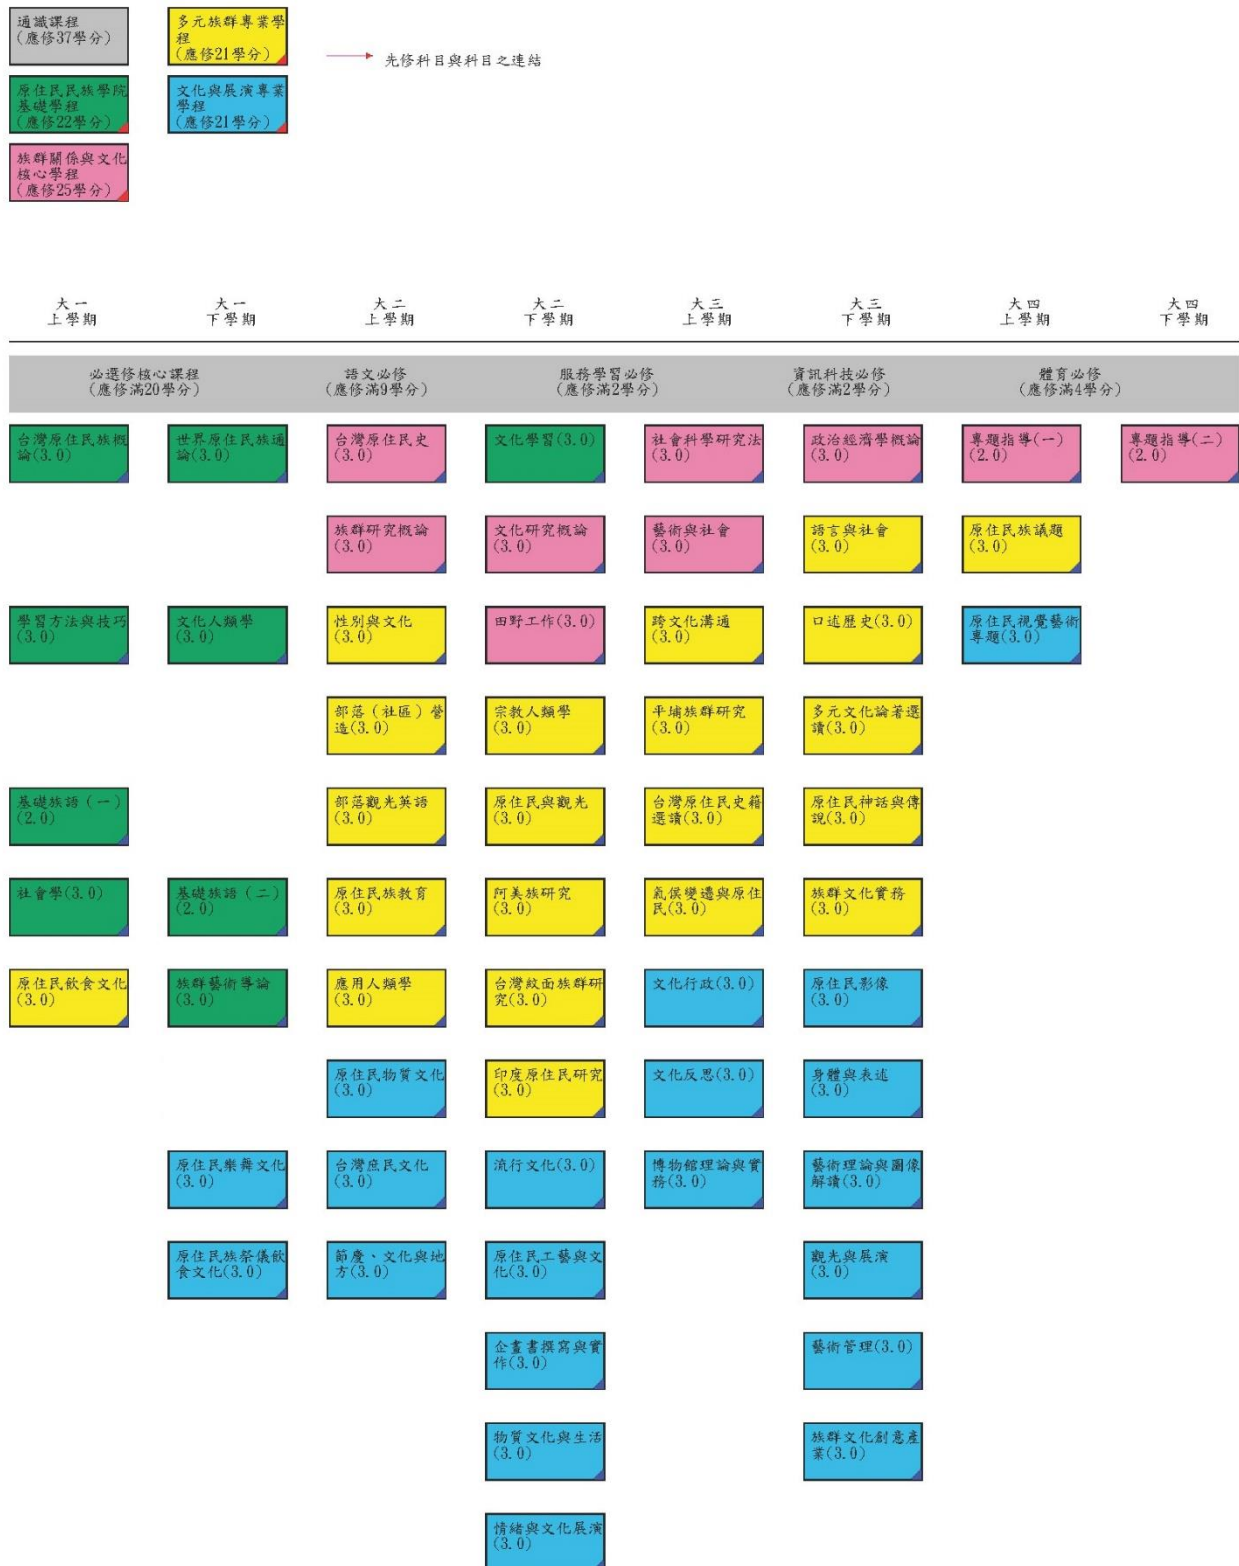 通識課程
(應修37學分)
多元族群專業學
程
(應修21學分)
先修科目與科目之連結
原住民民族學院
基礎學程
(應修22學分)
文化與展演專業
學程
(應修21學分)
族群關係與文化
核心學程
(應修25學分)
大一
上學期
大一
下學期
大二
上學期
大二
下學期
大三
上學期
大三
下學期
大四
上學期
大四
下學期
必選修核心課程
(應修滿20學分)
語文必修
(應修滿9學分)
服務學習必修
(應修滿2學分)
資訊科技必修
(應修滿2學分)
體育必修
(應修滿4學分)
台灣原住民族概
論(3.0)
世界原住民族通
論(3.0)
台灣原住民史
(3.0)
文化學習(3.0)
社會科學研究法
(3.0)
政治經濟學概論
(3.0)
專題指導(一)
(2.0)
專題指導(二)
(2.0)
族群研究概論
(3.0)
文化研究概論
(3.0)
藝術與社會
(3.0)
語言與社會
(3.0)
原住民族議題
(3.0)
學習方法與技巧
(3.0)
文化人類學
(3.0)
性別與文化
(3.0)
田野工作(3.0)
跨文化溝通
(3.0)
口述歷史(3.0)
原住民視覺藝術
專題(3.0)
部落（社區）營
造(3.0)
宗教人類學
(3.0)
平埔族群研究
(3.0)
多元文化論著選
讀(3.0)
基礎族語（一）
(2.0)
部落觀光英語
(3.0)
原住民與觀光
(3.0)
台灣原住民史籍
選讀(3.0)
原住民神話與傳
說(3.0)
社會學(3.0)
基礎族語（二）
(2.0)
原住民族教育
(3.0)
阿美族研究
(3.0)
氣侯變遷與原住
民(3.0)
族群文化實務
(3.0)
原住民飲食文化
(3.0)
族群藝術導論
(3.0)
應用人類學
(3.0)
台灣紋面族群研
究(3.0)
文化行政(3.0)
原住民影像
(3.0)
原住民物質文化
(3.0)
印度原住民研究
(3.0)
文化反思(3.0)
身體與表述
(3.0)
原住民樂舞文化
(3.0)
台灣庶民文化
(3.0)
流行文化(3.0)
博物館理論與實
務(3.0)
藝術理論與圖像
解讀(3.0)
原住民族祭儀飲
食文化(3.0)
節慶、文化與地
方(3.0)
原住民工藝與文
化(3.0)
觀光與展演
(3.0)
企畫書撰寫與實
作(3.0)
藝術管理(3.0)
物質文化與生活
(3.0)
族群文化創意產
業(3.0)
情緒與文化展演
(3.0)